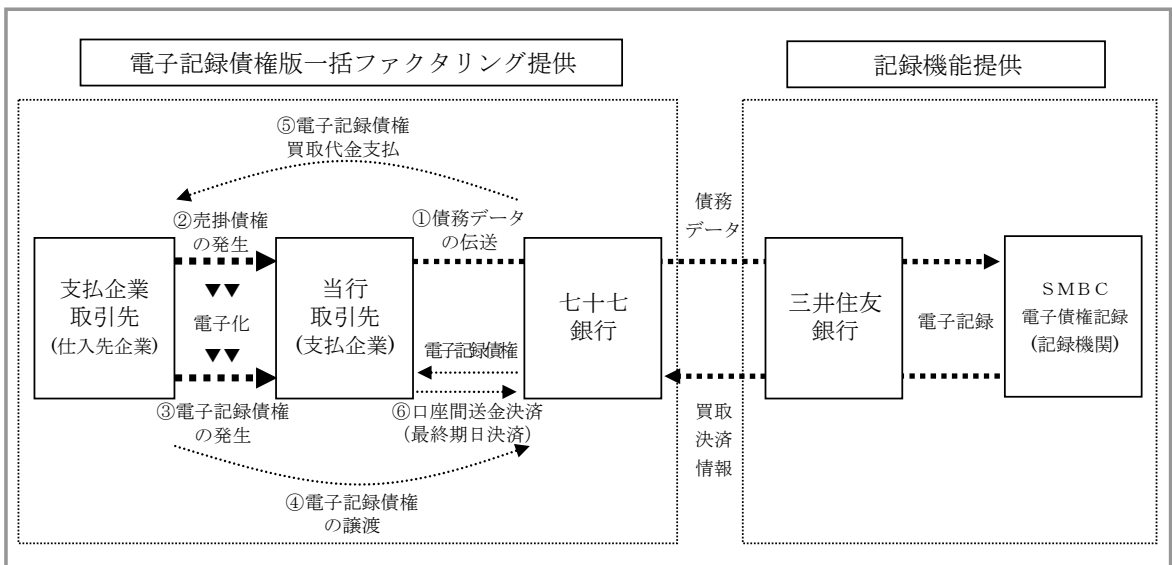 電子記録債権版一括ファクタリング提供
記録機能提供
⑤電子記録債権
買取代金支払
②売掛債権
の発生
①債務データ
の伝送
債務
データ
支払企業
取引先
(仕入先企業)
▼▼
電子化
▼▼
当行
取引先
(支払企業)
七十七
銀行
三井住友
銀行
電子記録
ＳＭＢＣ
電子債権記録
(記録機関)
電子記録債権
③電子記録債権
の発生
⑥口座間送金決済
（最終期日決済）
買取
決済
情報
④電子記録債権
の譲渡